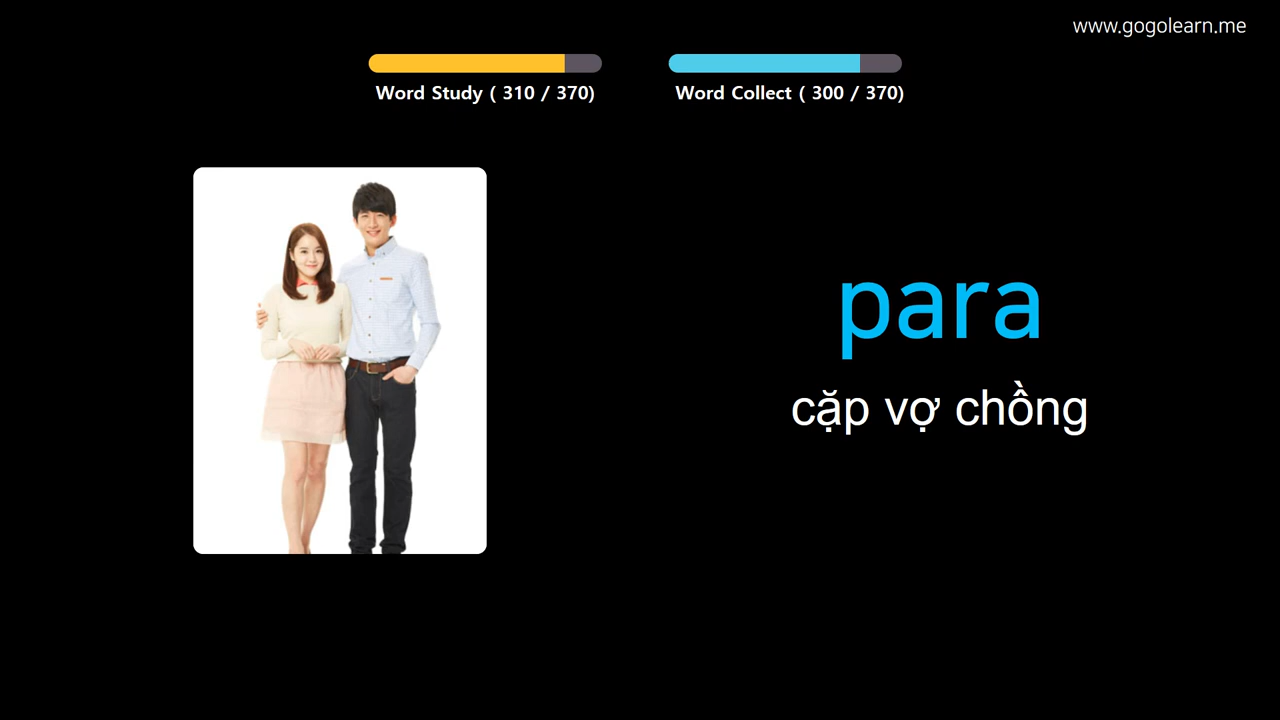 www.gogolearn.me
Word Study ( 310 / 370)
Word Collect ( 300 / 370)
para
cặp vợ chồng